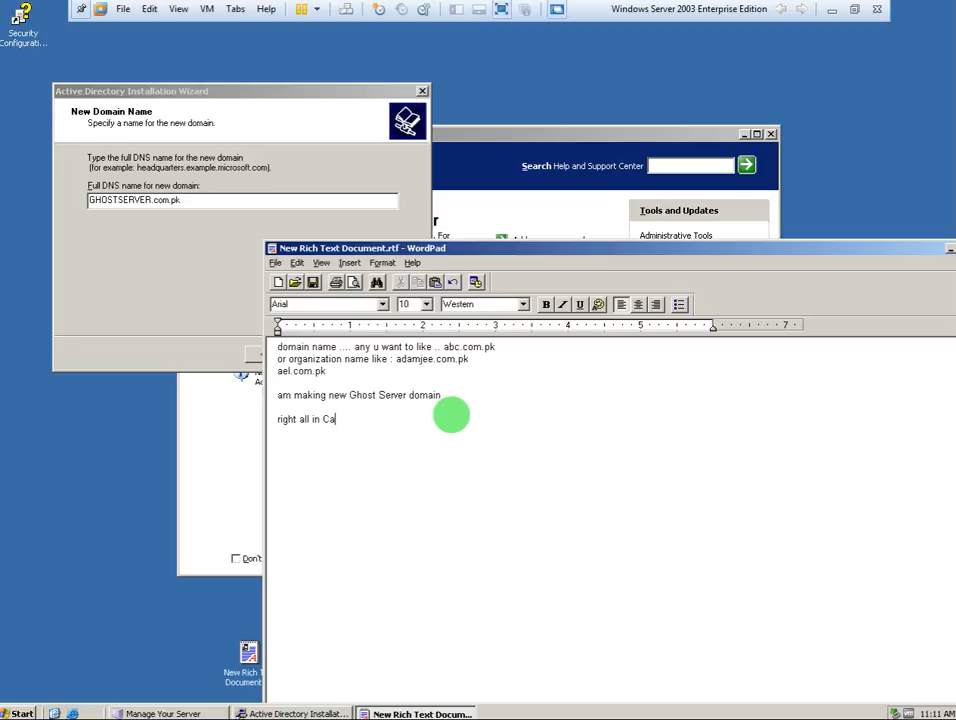 File Edit View VM Tabs Help
Windows Server 2003 Enterprise Edition
Security
Configurati...
Active Directory Installation Wizard
New Domain Name
Specify a name for the new domain.
Type the full DNS name for the new domain
(for example: headquarters.example.microsoft.com).
Full DNS name for new domain:
GHOSTSERVER.com.pk
Search Help and Support Center
Tools and Updates
Administrative Tools
New Rich Text Document.rtf - WordPad
File Edit View Insert Format Help
Arial 10 Western
B I U
1 2 3 4 5 7
domain name .... any u want to like .. abc.com.pk
or organization name like : adamjee.com.pk
ael.com.pk
am making new Ghost Server domain
right all in Ca
Don't
New Rich T
Document.
Start
Manage Your Server
Active Directory Installat...
New Rich Text Docum...
11:11 AM